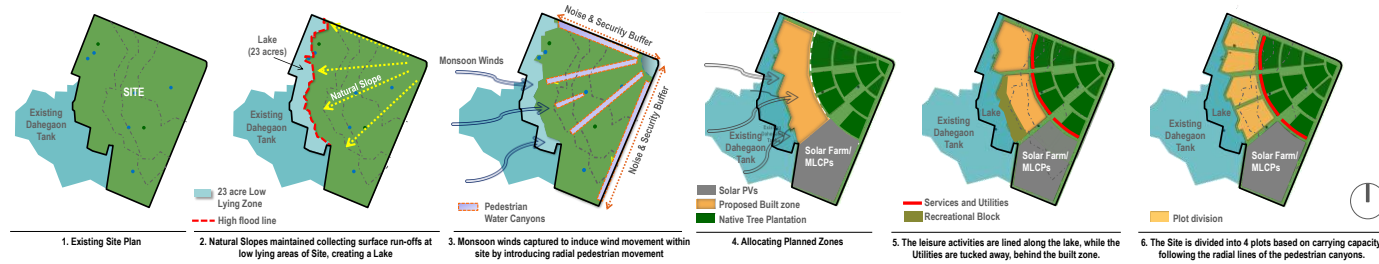 SITE
Existing
Dahegaon
Tank
1. Existing Site Plan
Lake
(23 acres)
Natural Slope
Existing
Dahegaon
Tank
23 acre Low
Lying Zone
High flood line
2. Natural Slopes maintained collecting surface run-offs at
low lying areas of Site, creating a Lake
Noise & Security Buffer
Monsoon Winds
Noise & Security Buffer
Pedestrian
Water Canyons
3. Monsoon winds captured to induce wind movement within
site by introducing radial pedestrian movement
Existing
Dahegaon
Tank
Solar Farm/
MLCPs
Solar PVs
Proposed Built zone
Native Tree Plantation
4. Allocating Planned Zones
Lake
Existing
Dahegaon
Tank
Solar Farm/
MLCPs
Services and Utilities
Recreational Block
5. The leisure activities are lined along the lake, while the
Utilities are tucked away, behind the built zone.
Lake
Existing
Dahegaon
Tank
Solar Farm/
MLCPs
Plot division
6. The Site is divided into 4 plots based on carrying capacity
following the radial lines of the pedestrian canyons.